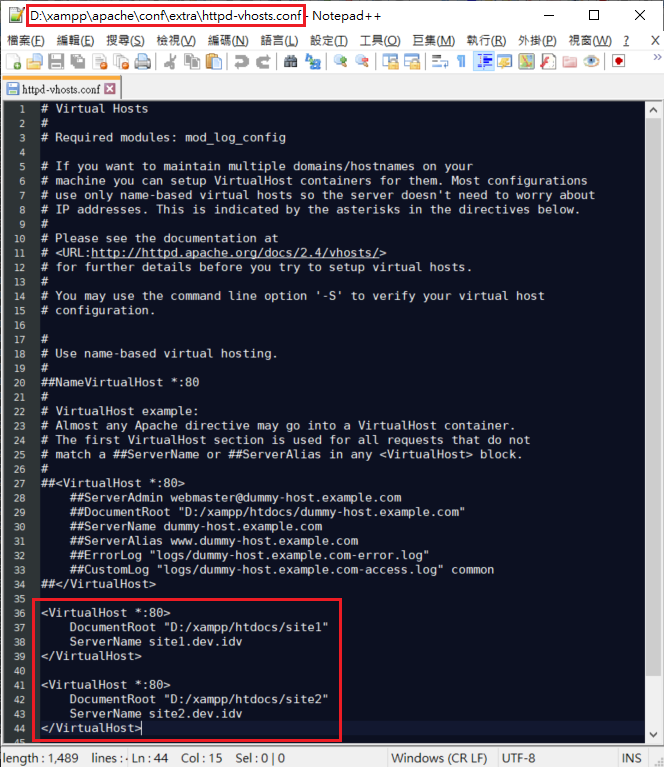 D:\xampp\apache\conf\extra\httpd-vhosts.conf - Notepad++
檔案(F) 編輯(E) 搜尋(S) 檢視(V) 編碼(N) 語言(L) 設定(T) 工具(O) 巨集(M) 執行(R) 外掛(P) 視窗(W) ? X
httpd-vhosts.conf
1 # Virtual Hosts
2 #
3 # Required modules: mod_log_config
4
5 # If you want to maintain multiple domains/hostnames on your
6 # machine you can setup VirtualHost containers for them. Most configurations
7 # use only name-based virtual hosts so the server doesn't need to worry about
8 # IP addresses. This is indicated by the asterisks in the directives below.
9 #
10 # Please see the documentation at
11 # <URL:http://httpd.apache.org/docs/2.4/vhosts/>
12 # for further details before you try to setup virtual hosts.
13 #
14 # You may use the command line option '-S' to verify your virtual host
15 # configuration.
16
17 #
18 # Use name-based virtual hosting.
19 #
20 ##NameVirtualHost *:80
21 #
22 # VirtualHost example:
23 # Almost any Apache directive may go into a VirtualHost container.
24 # The first VirtualHost section is used for all requests that do not
25 # match a ##ServerName or ##ServerAlias in any <VirtualHost> block.
26 #
27 ##<VirtualHost *:80>
28 ##ServerAdmin webmaster@dummy-host.example.com
29 ##DocumentRoot "D:/xampp/htdocs/dummy-host.example.com"
30 ##ServerName dummy-host.example.com
31 ##ServerAlias www.dummy-host.example.com
32 ##ErrorLog "logs/dummy-host.example.com-error.log"
33 ##CustomLog "logs/dummy-host.example.com-access.log" common
34 ##</VirtualHost>
35
36 <VirtualHost *:80>
37 DocumentRoot "D:/xampp/htdocs/site1"
38 ServerName site1.dev.idv
39 </VirtualHost>
40
41 <VirtualHost *:80>
42 DocumentRoot "D:/xampp/htdocs/site2"
43 ServerName site2.dev.idv
44 </VirtualHost>
length : 1,489 lines : Ln : 44 Col : 15 Sel : 0 | 0 Windows (CR LF) UTF-8 INS